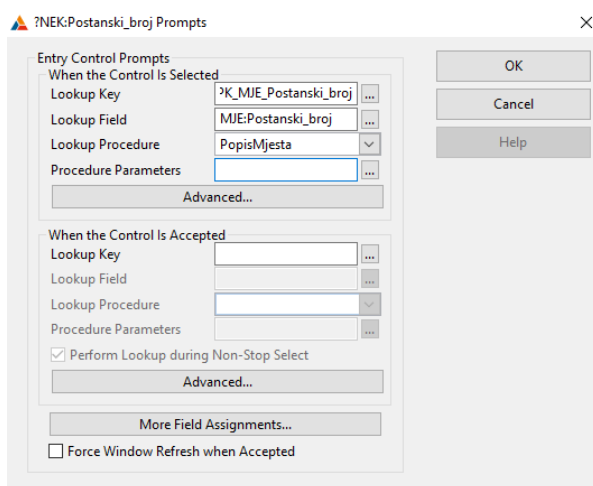 ?NEK:Postanski_broj Prompts
Entry Control Prompts
When the Control Is Selected
Lookup Key
?K_MJE_Postanski_broj
...
Lookup Field
MJE:Postanski_broj
...
Lookup Procedure
PopisMjesta
Procedure Parameters
...
Advanced...
When the Control Is Accepted
Lookup Key
...
Lookup Field
...
Lookup Procedure
Procedure Parameters
...
Perform Lookup during Non-Stop Select
Advanced...
More Field Assignments...
Force Window Refresh when Accepted
OK
Cancel
Help